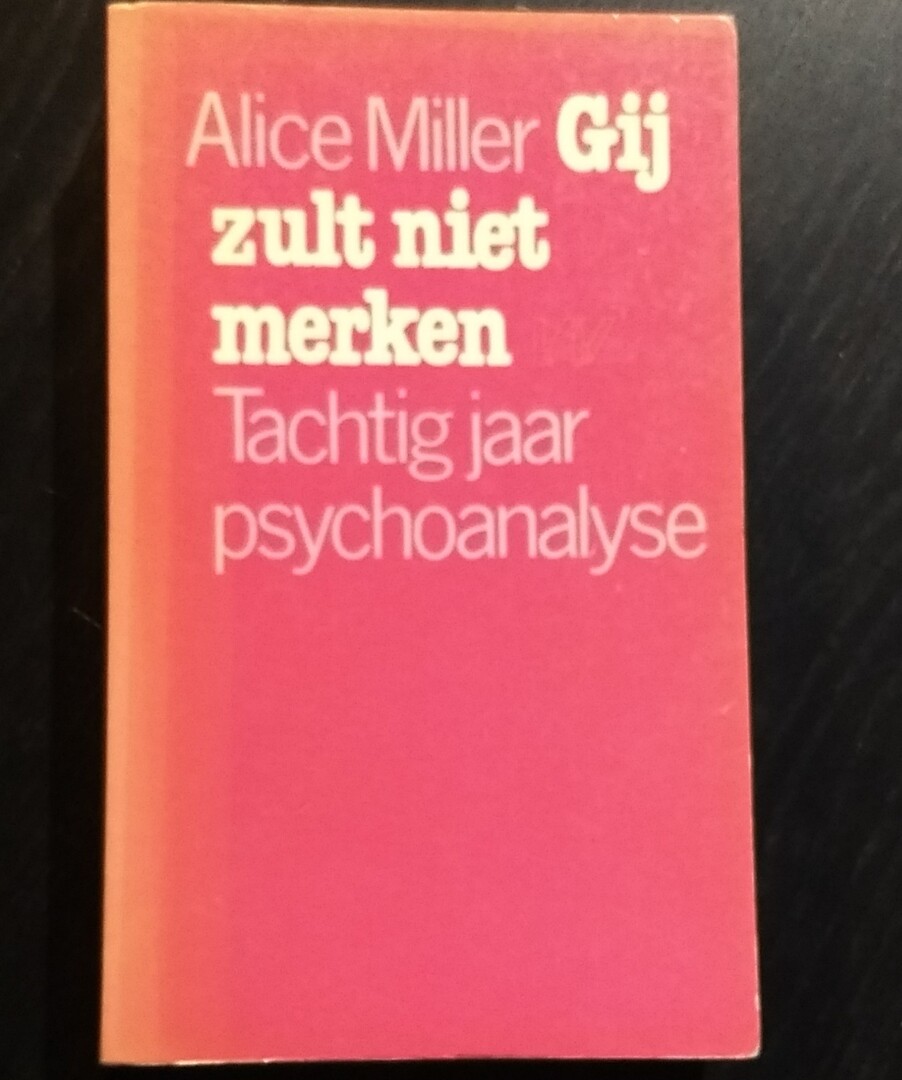 Alice Miller Gij
zult niet
merken
Tachtig jaar
psychoanalyse